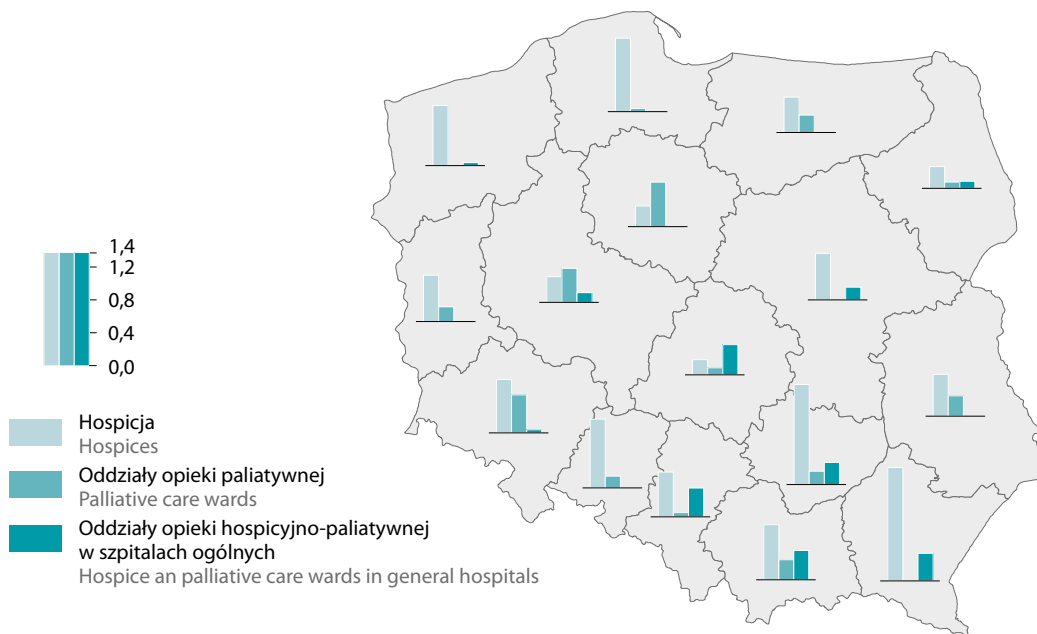 1,4
1,2
0,8
0,4
0,0
Hospicja
Hospices
Oddziały opieki paliatywnej
Palliative care wards
Oddziały opieki hospicyjno-paliatywnej
w szpitalach ogólnych
Hospice an palliative care wards in general hospitals